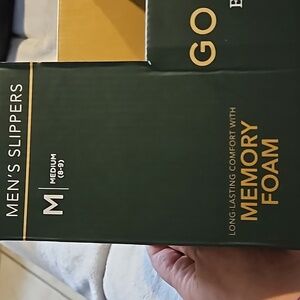 MEN'S SLIPPERS
M
MEDIUM
(8-9)
GO
LONG-LASTING COMFORT WITH
MEMORY
FOAM